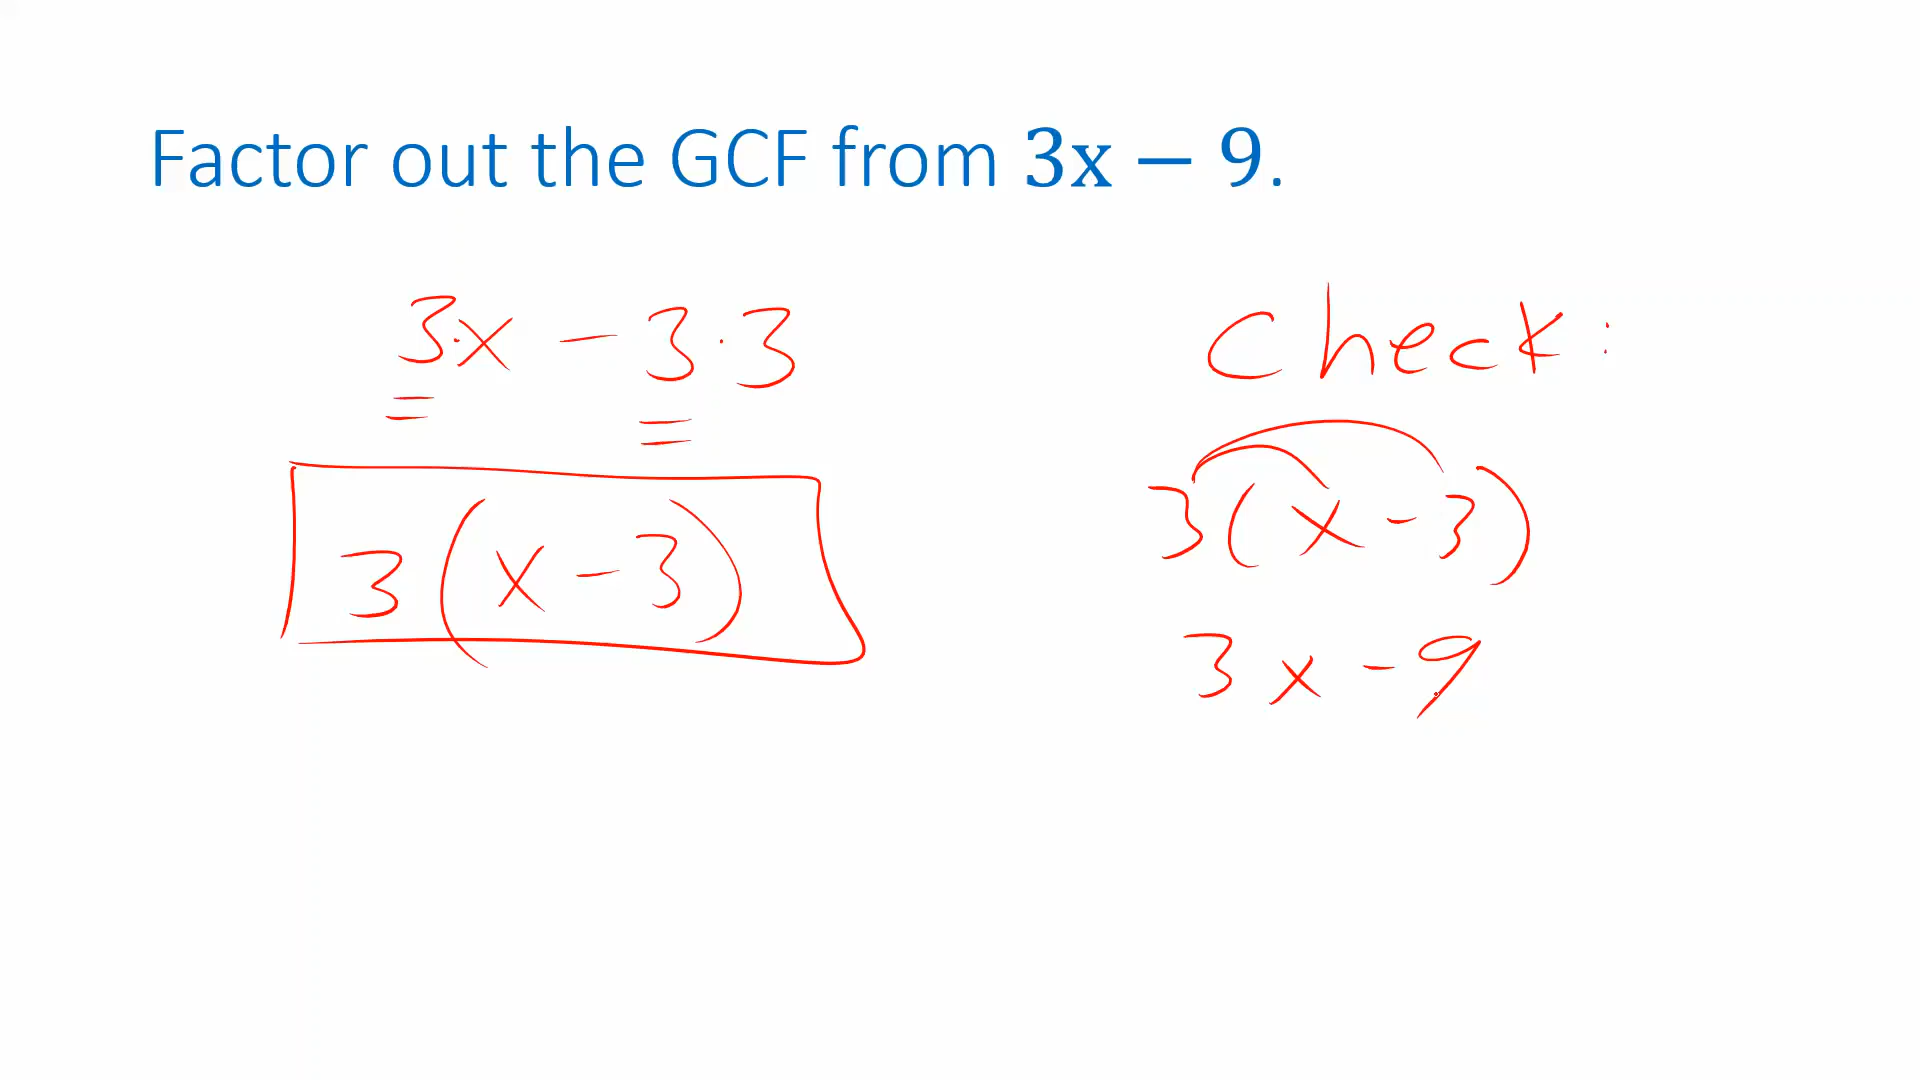 Factor out the GCF from 3x − 9.
3·x − 3·3
3(x − 3)
Check:
3(x − 3)
3x − 9